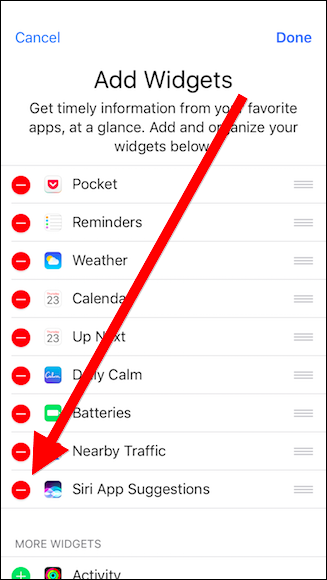 Cancel Done
Add Widgets
Get timely information from your favorite
apps, at a glance. Add and organize your
widgets below.
Pocket
Reminders
Weather
Calendar
23
Up Next
23
Daily Calm
Batteries
Nearby Traffic
Siri App Suggestions
MORE WIDGETS
Activity